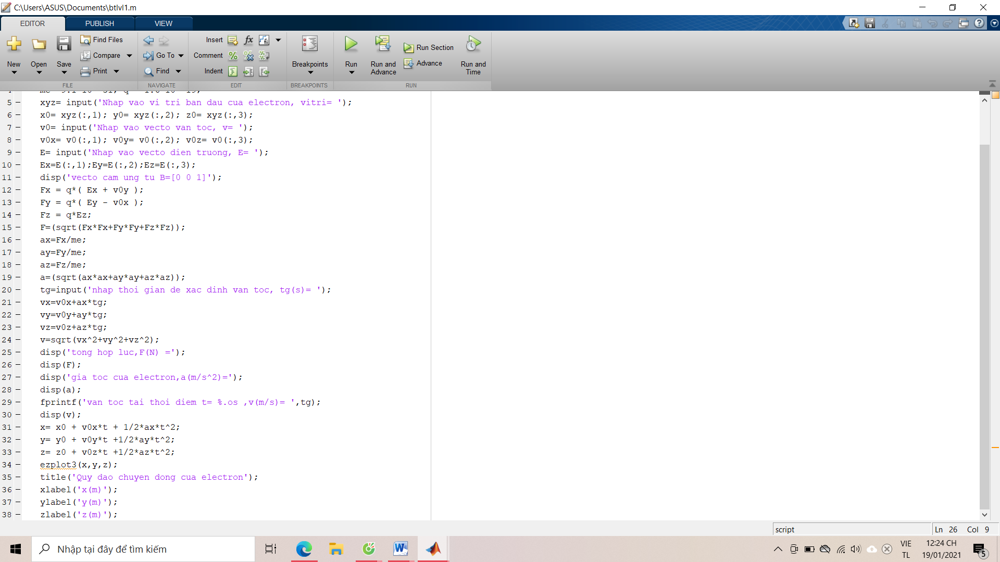 C:\Users\ASUS\Documents\btlvl1.m
EDITOR PUBLISH VIEW
New
Open
Save
Find Files
Compare
Print
FILE
Go To
Find
NAVIGATE
Insert
Comment
Indent
EDIT
Breakpoints
BREAKPOINTS
Run
Run and Advance
Run Section
Advance
Run and Time
RUN
5 – xyz= input('Nhap vao vi tri ban dau cua electron, vitri= ');
6 – x0= xyz(:,1); y0= xyz(:,2); z0= xyz(:,3);
7 – v0= input('Nhap vao vecto van toc, v= ');
8 – v0x= v0(:,1); v0y= v0(:,2); v0z= v0(:,3);
9 – E= input('Nhap vao vecto dien truong, E= ');
10 – Ex=E(:,1);Ey=E(:,2);Ez=E(:,3);
11 – disp('vecto cam ung tu B=[0 0 1]');
12 – Fx = q*( Ex + v0y );
13 – Fy = q*( Ey - v0x );
14 – Fz = q*Ez;
15 – F=(sqrt(Fx*Fx+Fy*Fy+Fz*Fz));
16 – ax=Fx/me;
17 – ay=Fy/me;
18 – az=Fz/me;
19 – a=(sqrt(ax*ax+ay*ay+az*az));
20 – tg=input('nhap thoi gian de xac dinh van toc, tg(s)= ');
21 – vx=v0x+ax*tg;
22 – vy=v0y+ay*tg;
23 – vz=v0z+az*tg;
24 – v=sqrt(vx^2+vy^2+vz^2);
25 – disp('tong hop luc,F(N) =');
26 – disp(F);
27 – disp('gia toc cua electron,a(m/s^2)=');
28 – disp(a);
29 – fprintf('van toc tai thoi diem t= %.os ,v(m/s)= ',tg);
30 – disp(v);
31 – x= x0 + v0x*t + 1/2*ax*t^2;
32 – y= y0 + v0y*t +1/2*ay*t^2;
33 – z= z0 + v0z*t +1/2*az*t^2;
34 – ezplot3(x,y,z);
35 – title('Quy dao chuyen dong cua electron');
36 – xlabel('x(m)');
37 – ylabel('y(m)');
38 – zlabel('z(m)');
script Ln 26 Col 9
Nhập tại đây để tìm kiếm
VIE
TL
12:24 CH
19/01/2021
5